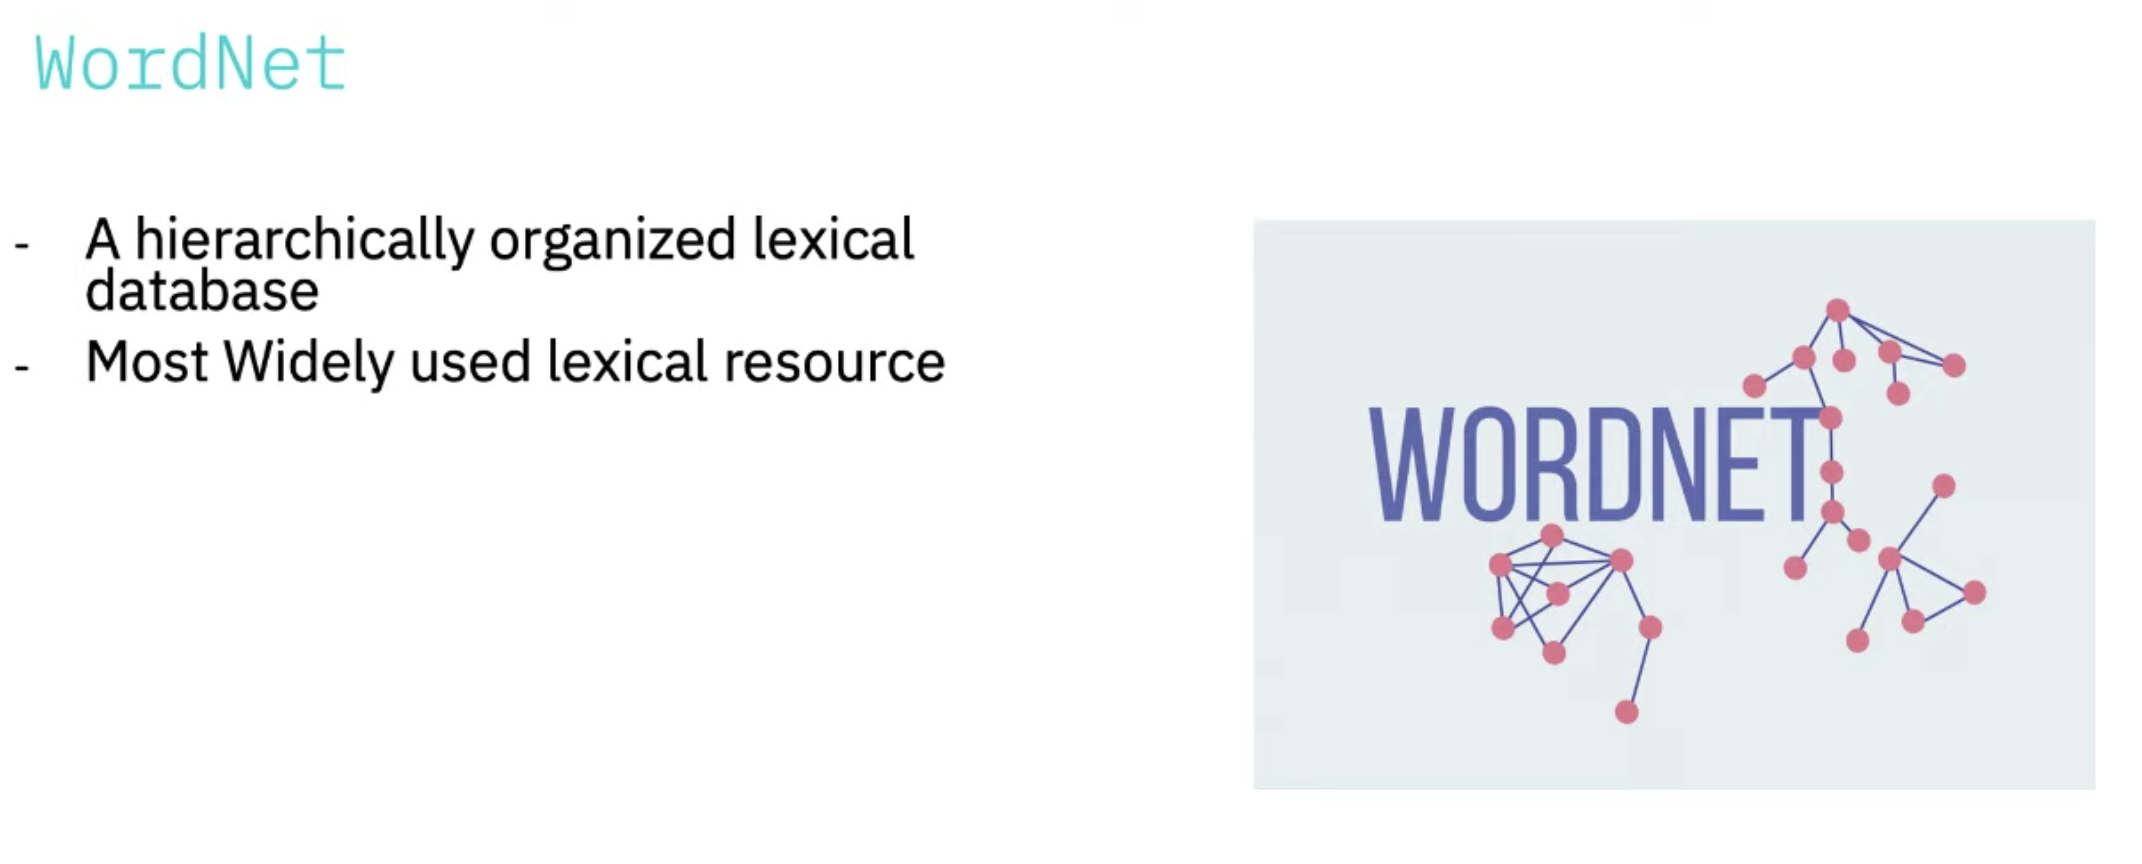 WordNet
- A hierarchically organized lexical
database
- Most Widely used lexical resource
WORDNET